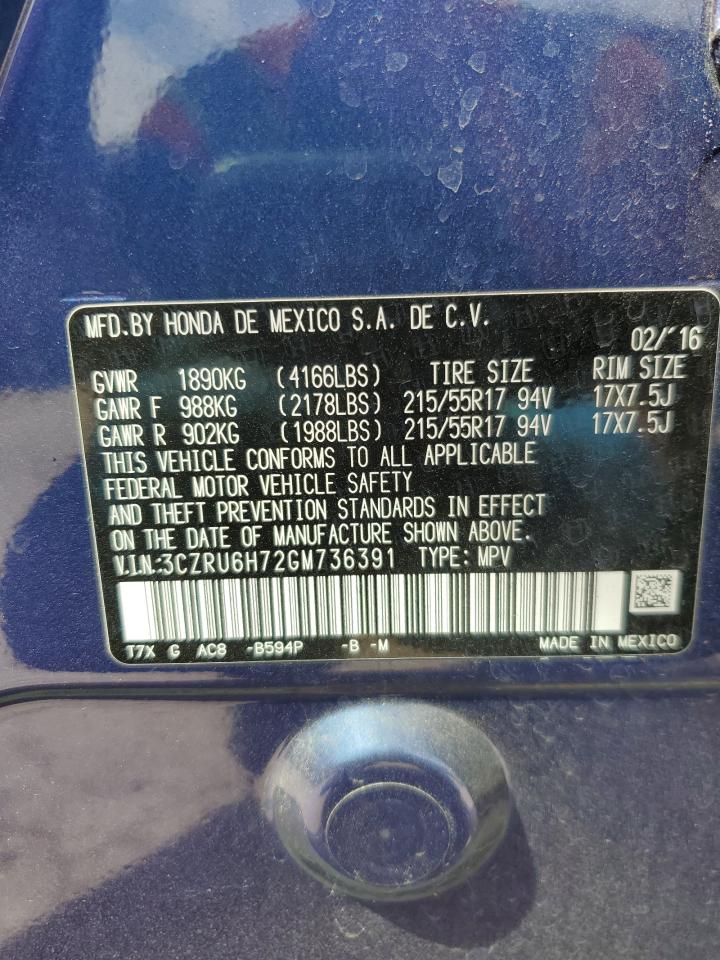 MFD.BY HONDA DE MEXICO S.A. DE C.V.
02/'16
GVWR 1890KG (4166LBS) TIRE SIZE RIM SIZE
GAWR F 988KG (2178LBS) 215/55R17 94V 17X7.5J
GAWR R 902KG (1988LBS) 215/55R17 94V 17X7.5J
THIS VEHICLE CONFORMS TO ALL APPLICABLE
FEDERAL MOTOR VEHICLE SAFETY
AND THEFT PREVENTION STANDARDS IN EFFECT
ON THE DATE OF MANUFACTURE SHOWN ABOVE.
V.I.N.:3CZRU6H72GM736391 TYPE: MPV
T7X G AC8 -B594P -B -M MADE IN MEXICO